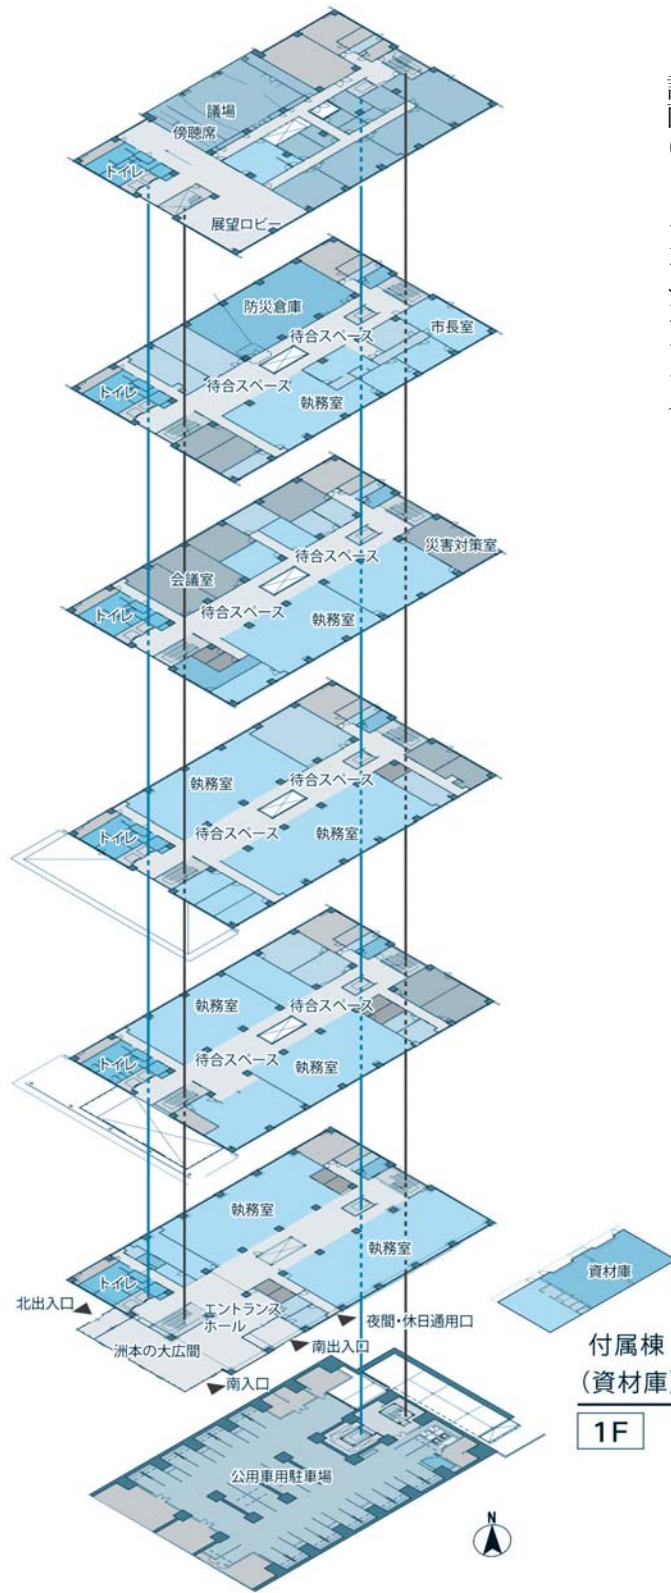 議場
傍聴席
トイレ
展望ロビー
防災倉庫
待合スペース
市長室
待合スペース
トイレ
執務室
待合スペース
災害対策室
会議室
待合スペース
トイレ
執務室
執務室
待合スペース
待合スペース
執務室
トイレ
執務室
待合スペース
待合スペース
トイレ
執務室
執務室
執務室
トイレ
北出入口
エントランス
ホール
夜間・休日通用口
洲本の大広間
南出入口
南入口
資材庫
付属棟
(資材庫
1F
公用車用駐車場
N